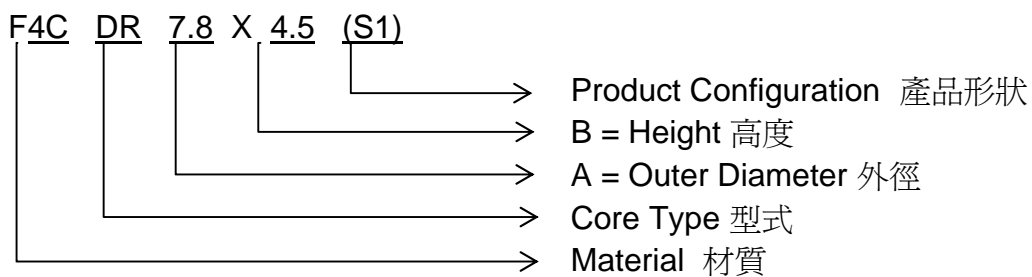 F4C DR 7.8 X 4.5 (S1)
Product Configuration 產品形狀
B = Height 高度
A = Outer Diameter 外徑
Core Type 型式
Material 材質